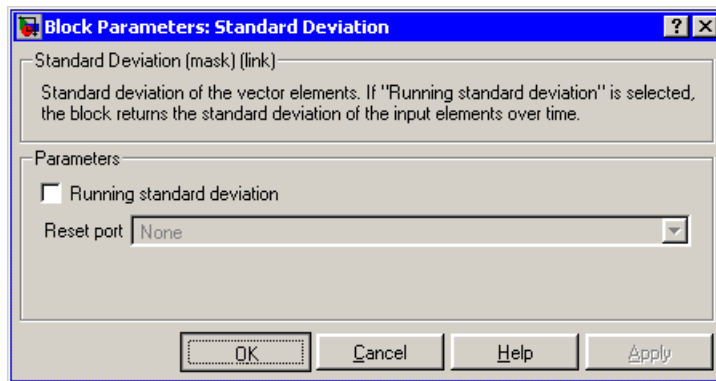 Block Parameters: Standard Deviation
Standard Deviation (mask) (link)
Standard deviation of the vector elements. If "Running standard deviation" is selected,
the block returns the standard deviation of the input elements over time.
Parameters
Running standard deviation
Reset port None
OK Cancel Help Apply